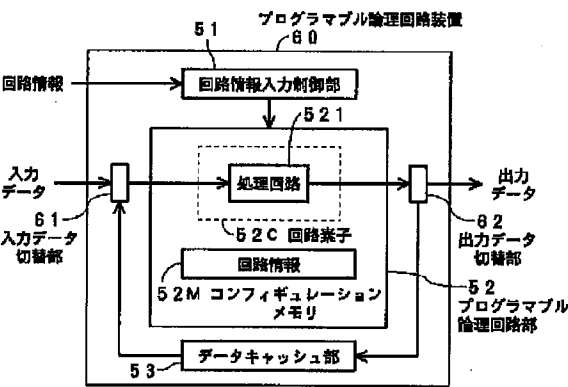 プログラマブル論理回路装置
60
51
回路情報
回路情報入力制御部
521
入力
データ
処理回路
出力
データ
61
入力データ
切替部
52C 回路素子
62
出力データ
切替部
回路情報
52M コンフィギュレーション
メモリ
52
プログラマブル
論理回路部
データキャッシュ部
53